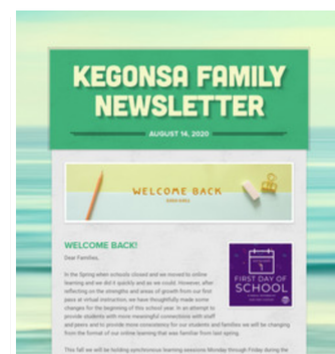 KEGONSA FAMILY
NEWSLETTER
AUGUST 14, 2020
WELCOME BACK
WELCOME BACK!
Dear Families,
In the Spring when schools closed and we moved to online
learning and we did it quickly and as we could. However, after
reflecting on the strengths and areas of growth from our first
pass at virtual instruction, we have thoughtfully made some
changes for the beginning of this school year. In an attempt to
provide students with more meaningful connections with staff
and peers and to provide more consistency for our students and families we will be changing
from the format of our online learning that was familiar from last spring.
This fall we will be holding synchronous learning sessions Monday through Friday during the
FIRST DAY OF
SCHOOL